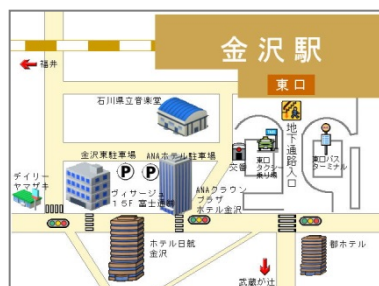 金沢駅
東口
福井
石川県立音楽堂
地下通路入口
金沢東駐車場
ANAホテル駐車場
P
P
交番
東口
タクシー
乗り場
東口バス
ターミナル
デイリー
ヤマザキ
ヴィサージュ
15F 富士通㈱
ANAクラウン
プラザ
ホテル金沢
ホテル日航
金沢
都ホテル
武蔵が辻